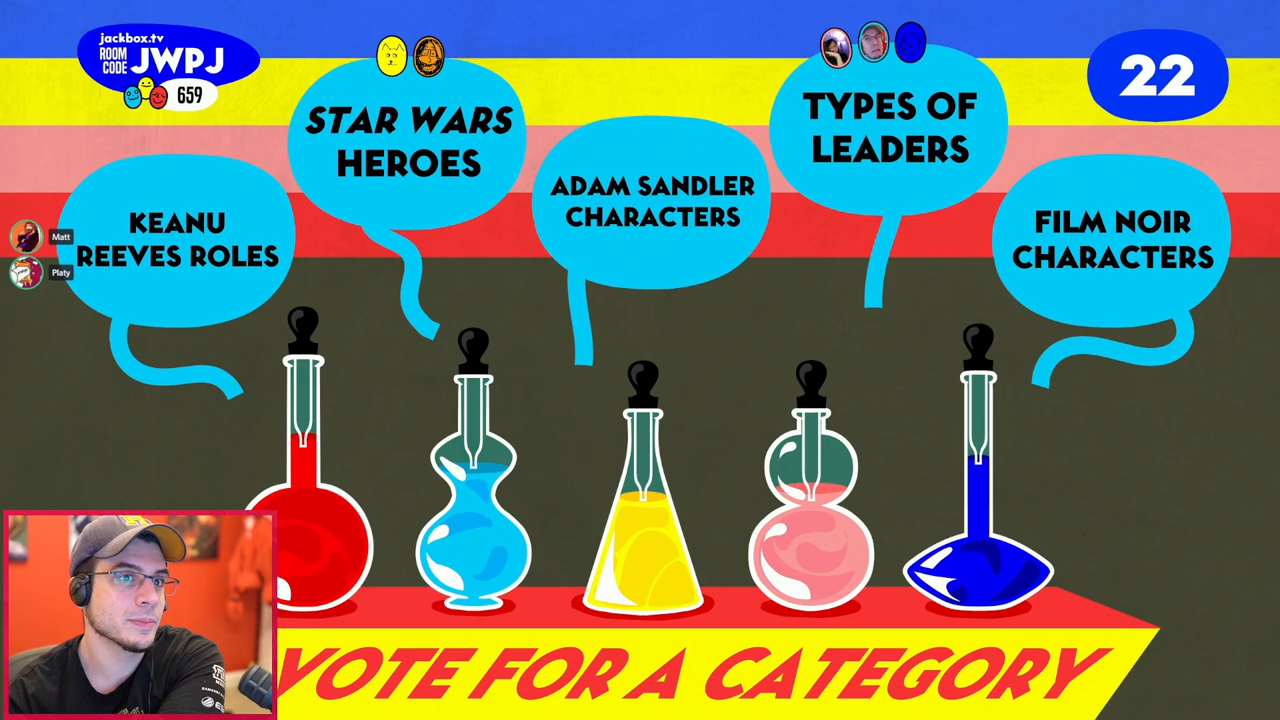 jackbox.tv
ROOM CODE JWPJ
659
STAR WARS
HEROES
TYPES OF
LEADERS
22
ADAM SANDLER
CHARACTERS
KEANU
REEVES ROLES
FILM NOIR
CHARACTERS
Matt
Platy
VOTE FOR A CATEGORY